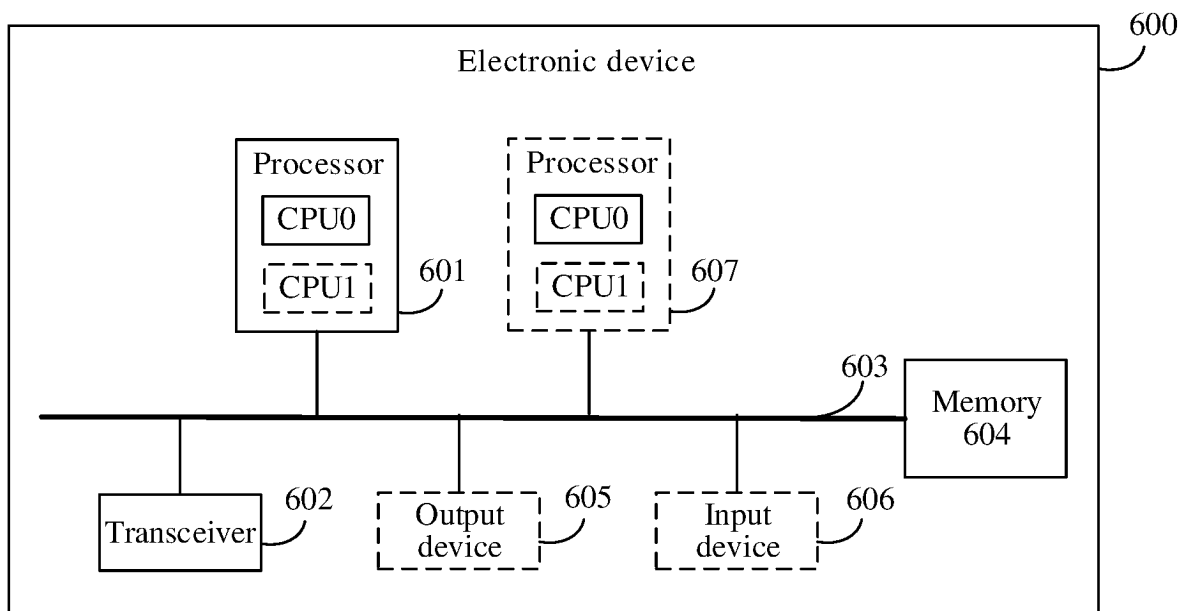 600
Electronic device
Processor
CPU0
CPU1
601
Processor
CPU0
CPU1
607
603
Memory
604
Transceiver
602
Output
device
605
Input
device
606